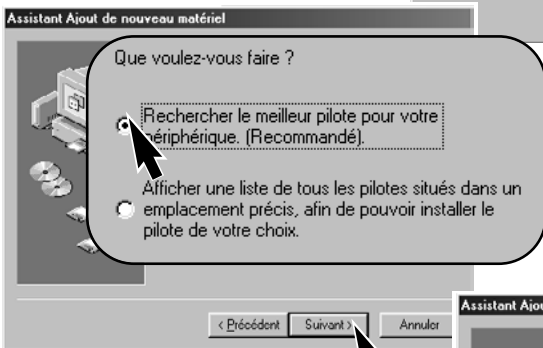 Assistant Ajout de nouveau matériel
Que voulez-vous faire ?
Rechercher le meilleur pilote pour votre
périphérique. (Recommandé).
Afficher une liste de tous les pilotes situés dans un
emplacement précis, afin de pouvoir installer le
pilote de votre choix.
< Précédent
Suivant >
Annuler
Assistant Ajou